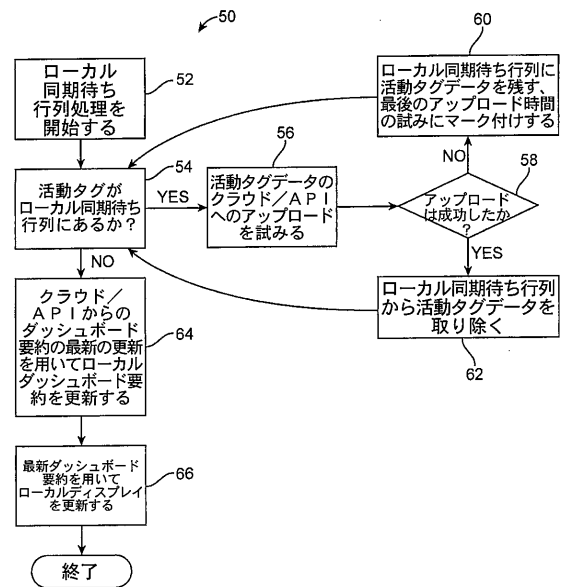 50
ローカル
同期待ち
行列処理を
開始する
52
54
活動タグが
ローカル同期待ち
行列にあるか?
YES
NO
56
活動タグデータの
クラウド/API
へのアップロード
を試みる
58
アップロード
は成功したか
?
NO
YES
60
ローカル同期待ち行列に
活動タグデータを残す、
最後のアップロード時間
の試みにマーク付けする
ローカル同期待ち行列
から活動タグデータを
取り除く
62
クラウド/
APIからの
ダッシュボード
要約の最新の更新
を用いてローカル
ダッシュボード要
約を更新する
64
最新ダッシュボード
要約を用いて
ローカルディスプレイ
を更新する
66
終了